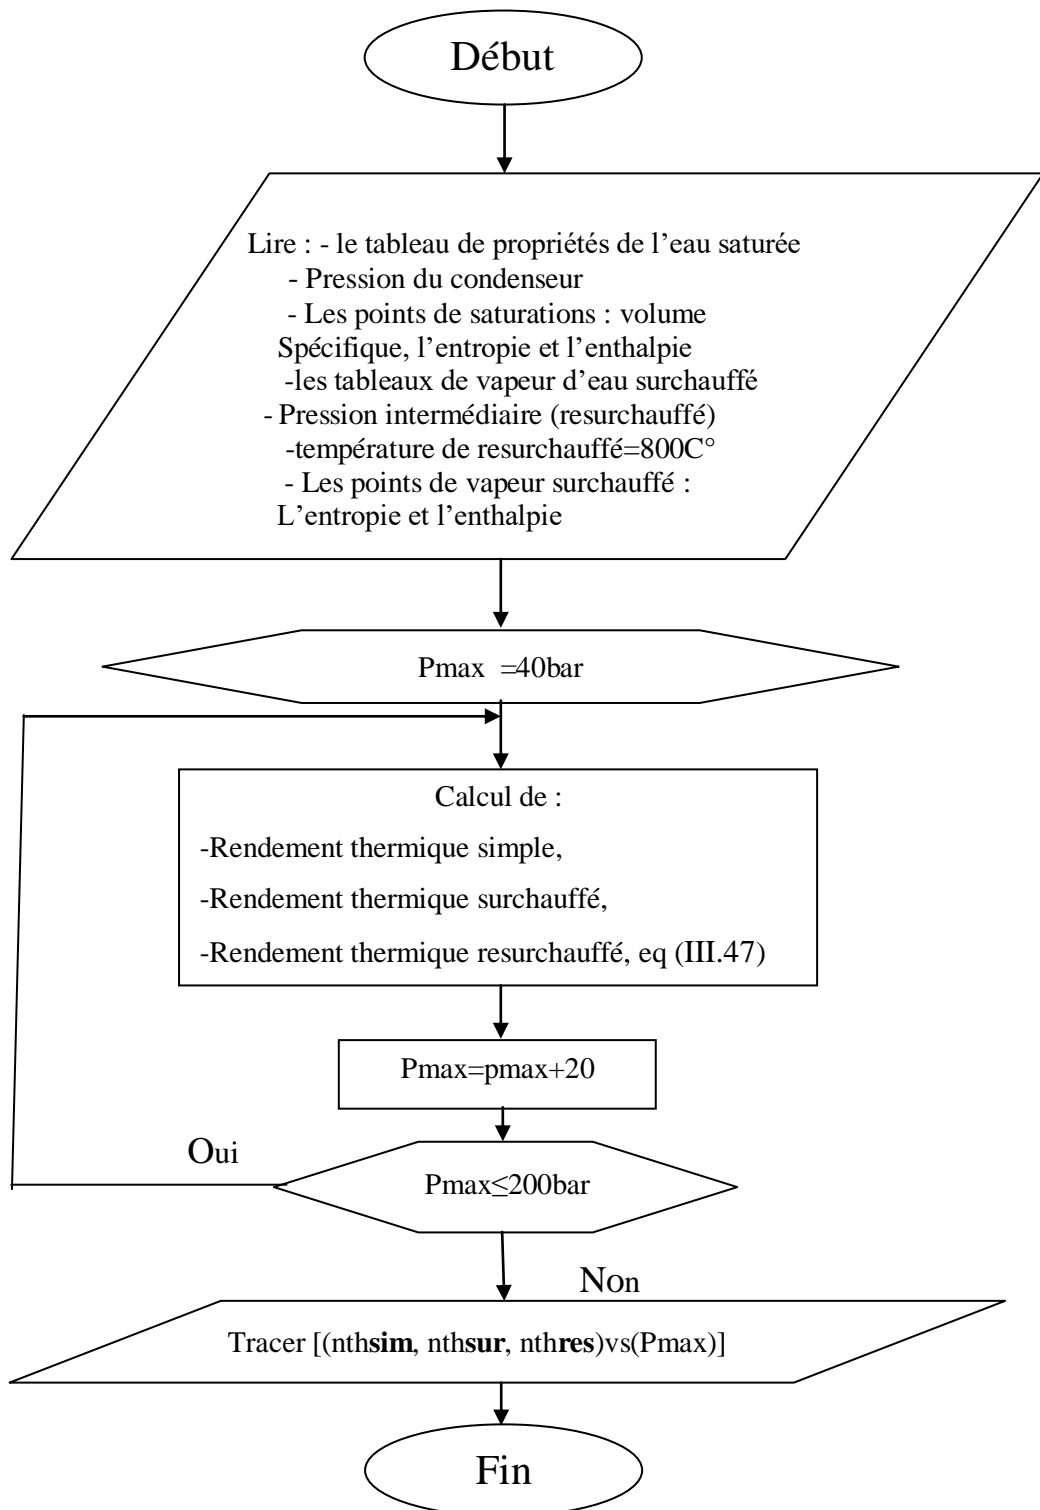 Début
Lire : - le tableau de propriétés de l’eau saturée
- Pression du condenseur
- Les points de saturations : volume
Spécifique, l’entropie et l’enthalpie
-les tableaux de vapeur d’eau surchauffé
- Pression intermédiaire (resurchauffé)
-température de resurchauffé=800C°
- Les points de vapeur surchauffé :
L’entropie et l’enthalpie
Pmax =40bar
Calcul de :
-Rendement thermique simple,
-Rendement thermique surchauffé,
-Rendement thermique resurchauffé, eq (III.47)
Pmax=pmax+20
Oui
Pmax≤200bar
Non
Tracer [(nthsim, nthsur, nthres)vs(Pmax)]
Fin